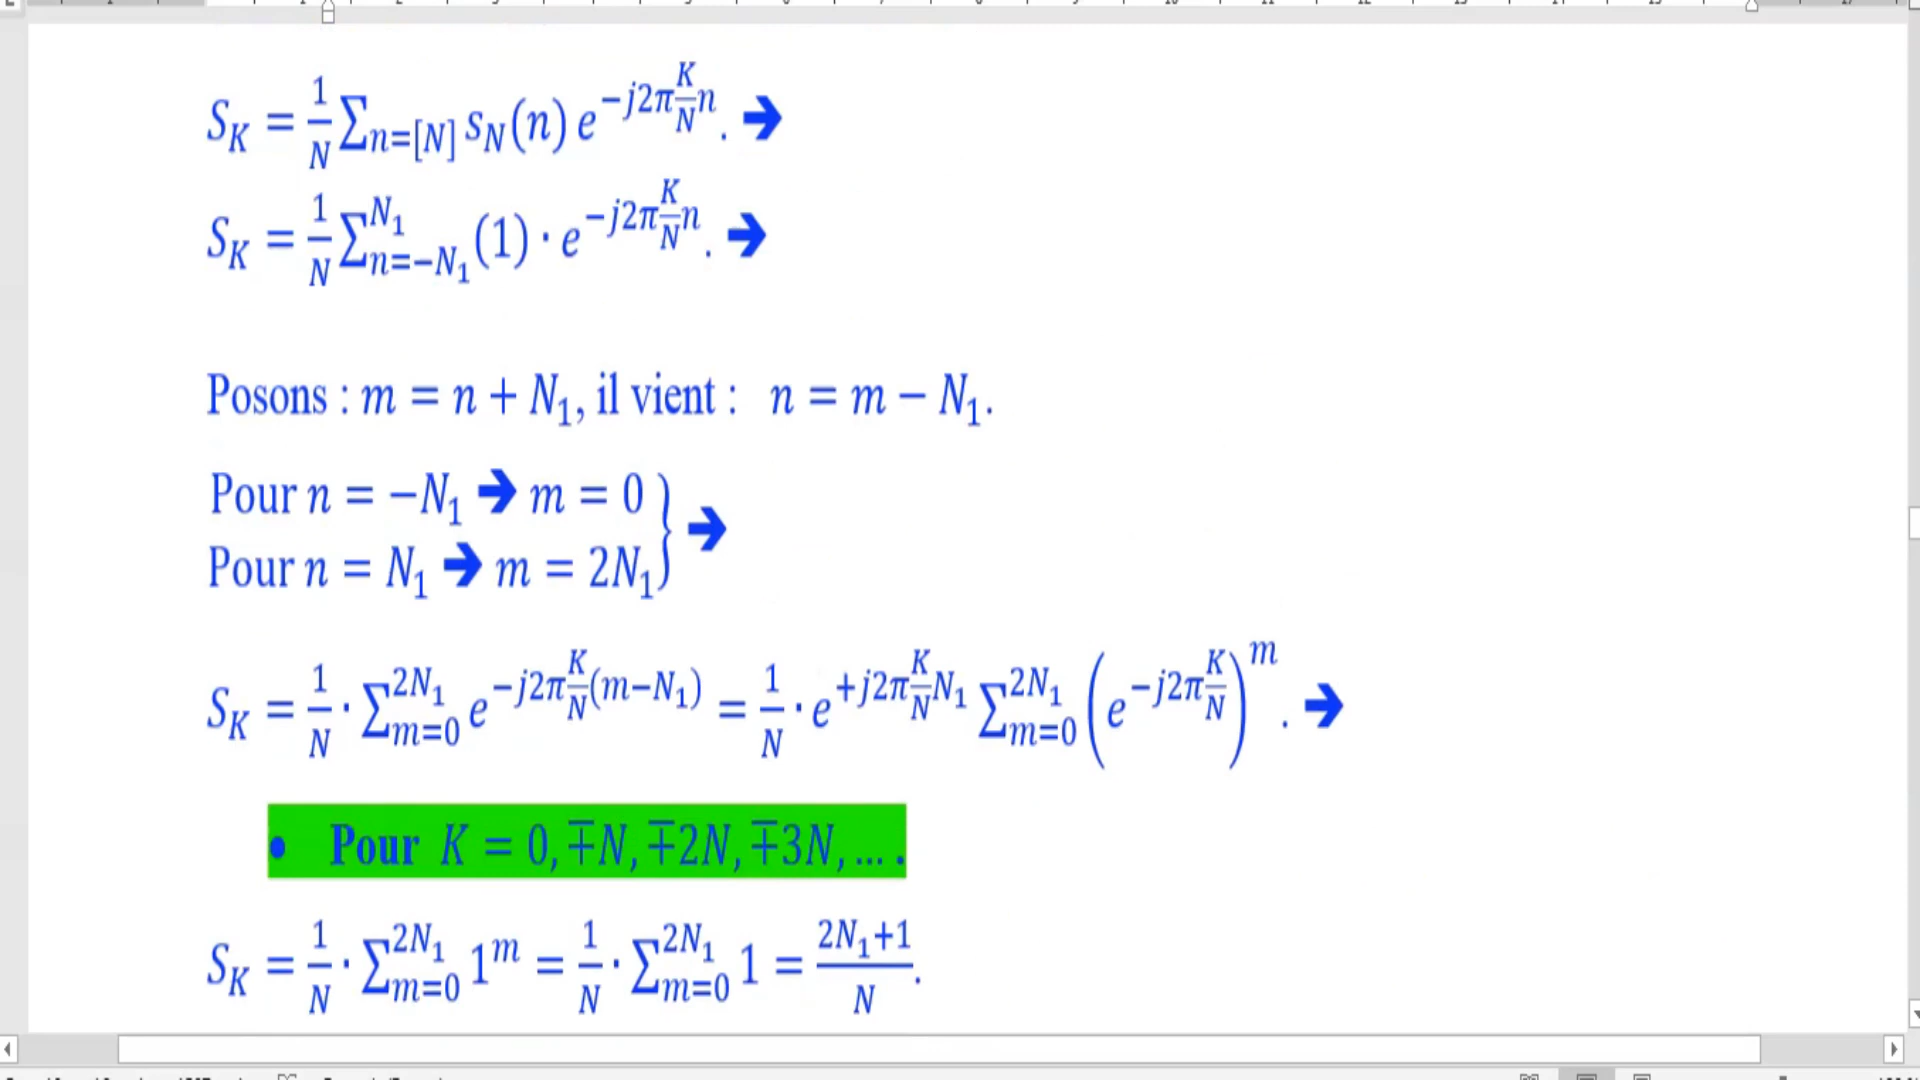 S_K = 1/N ∑_{n=[N]} s_N(n) e^{-j2π(K/N)n}. ➔
S_K = 1/N ∑_{n=-N_1}^{N_1} (1) · e^{-j2π(K/N)n}. ➔
Posons : m = n + N_1, il vient : n = m − N_1.
Pour n = −N_1 ➔ m = 0
Pour n = N_1 ➔ m = 2N_1 } ➔
S_K = 1/N · ∑_{m=0}^{2N_1} e^{-j2π(K/N)(m−N_1)} = 1/N · e^{+j2π(K/N)N_1} ∑_{m=0}^{2N_1} (e^{-j2π(K/N)})^m. ➔
• Pour K = 0, ∓N, ∓2N, ∓3N, … .
S_K = 1/N · ∑_{m=0}^{2N_1} 1^m = 1/N · ∑_{m=0}^{2N_1} 1 = (2N_1+1)/N.